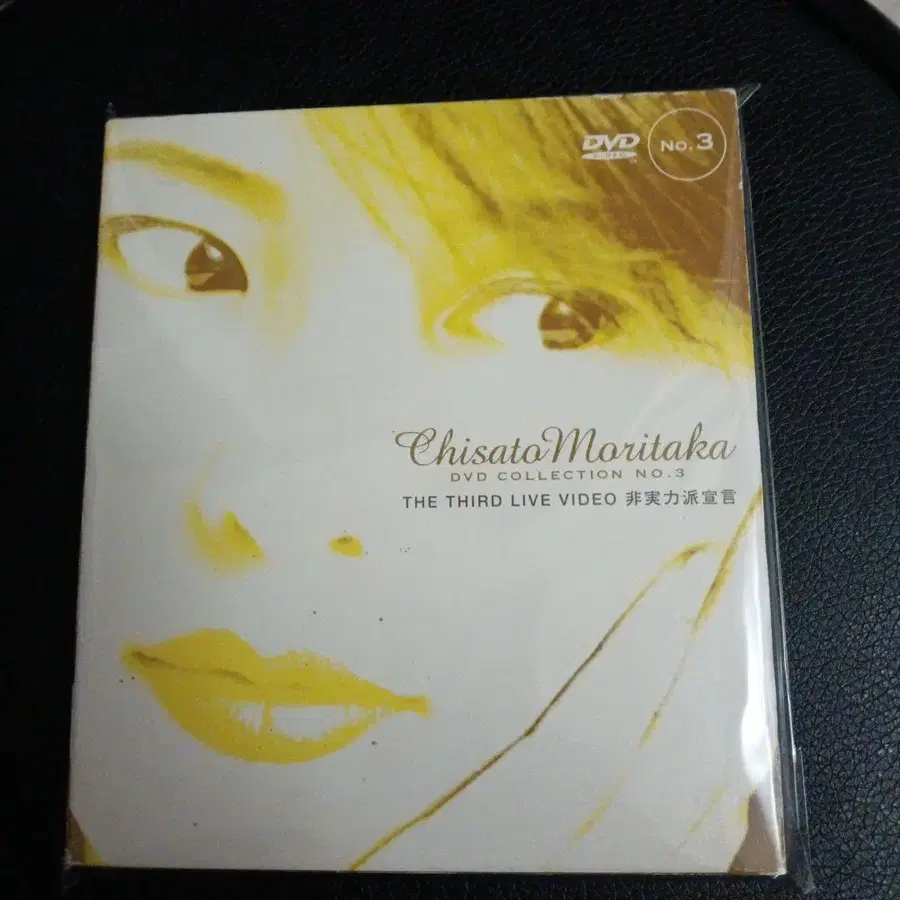 DVD
VIDEO
No.3
Chisato Moritaka
DVD COLLECTION NO.3
THE THIRD LIVE VIDEO 非実力派宣言